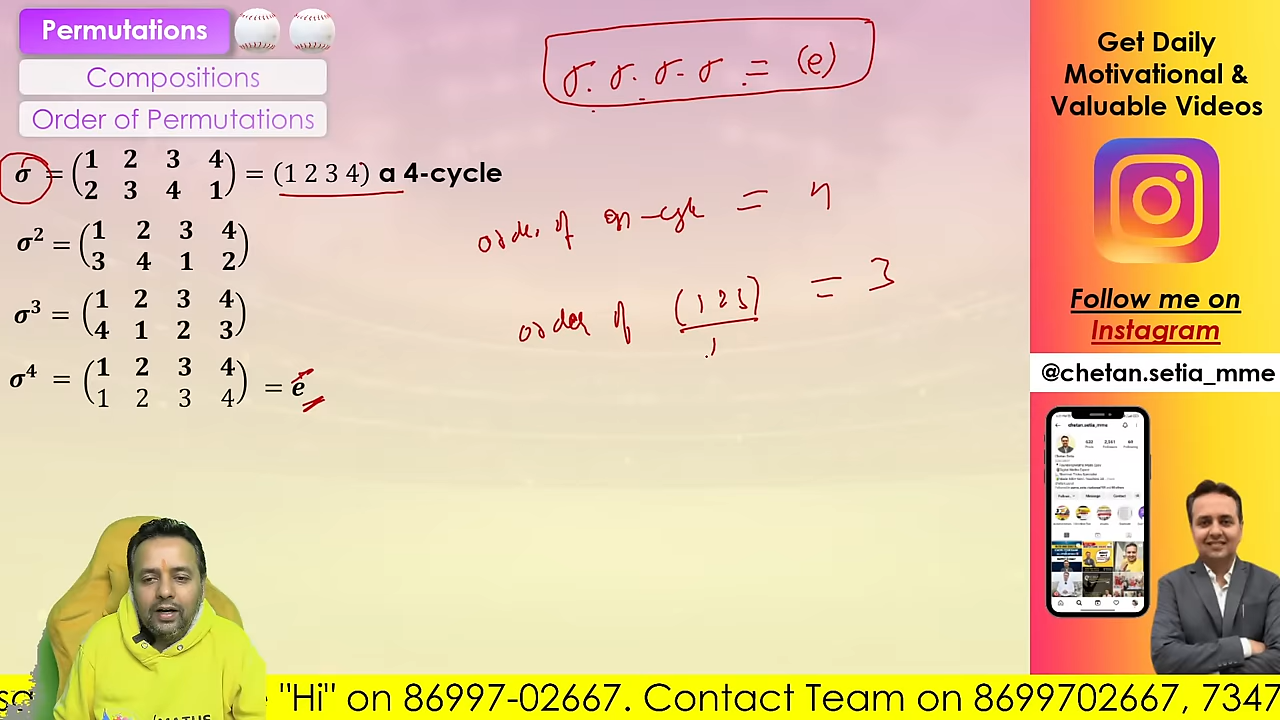 Permutations
Compositions
Order of Permutations
σ = (1 2 3 4 / 2 3 4 1) = (1 2 3 4) a 4-cycle
σ² = (1 2 3 4 / 3 4 1 2)
σ³ = (1 2 3 4 / 4 1 2 3)
σ⁴ = (1 2 3 4 / 1 2 3 4) = e
σ. σ. σ. σ = (e)
order of n-cycle = n
order of (1 2 3) = 3
Get Daily
Motivational &
Valuable Videos
Follow me on
Instagram
@chetan.setia_mme
chetan.setia_mme
"Hi" on 86997-02667. Contact Team on 8699702667, 7347